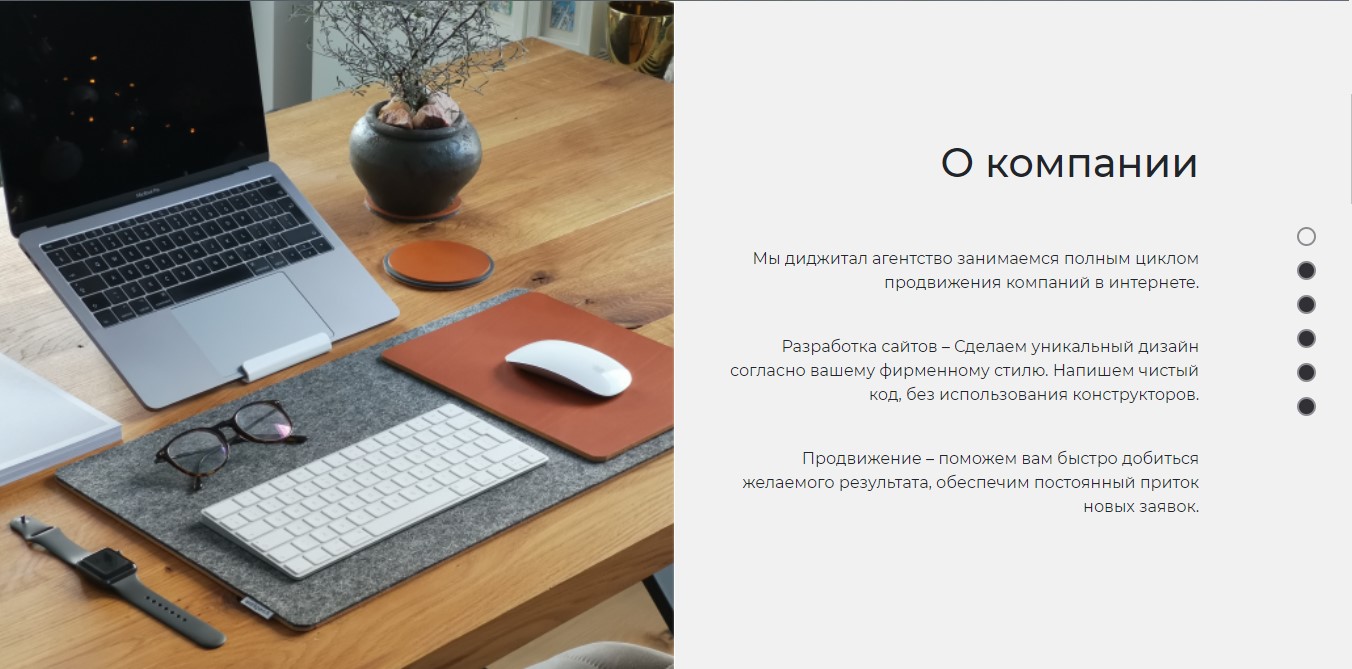 О компании
Мы диджитал агентство занимаемся полным циклом
продвижения компаний в интернете.
Разработка сайтов – Сделаем уникальный дизайн
согласно вашему фирменному стилю. Напишем чистый
код, без использования конструкторов.
Продвижение – поможем вам быстро добиться
желаемого результата, обеспечим постоянный приток
новых заявок.